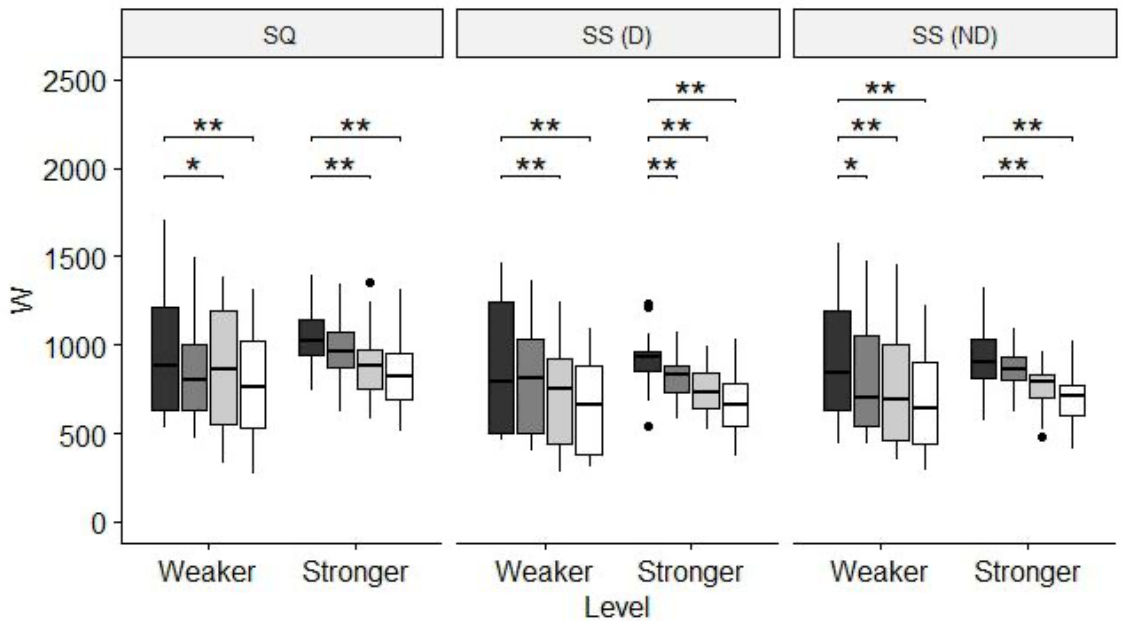 SQ SS (D) SS (ND)
2500
** ** **
** ** ** ** ** **
* ** ** ** * **
2000
1500
1000
500
0
W
Weaker Stronger Weaker Stronger Weaker Stronger
Level